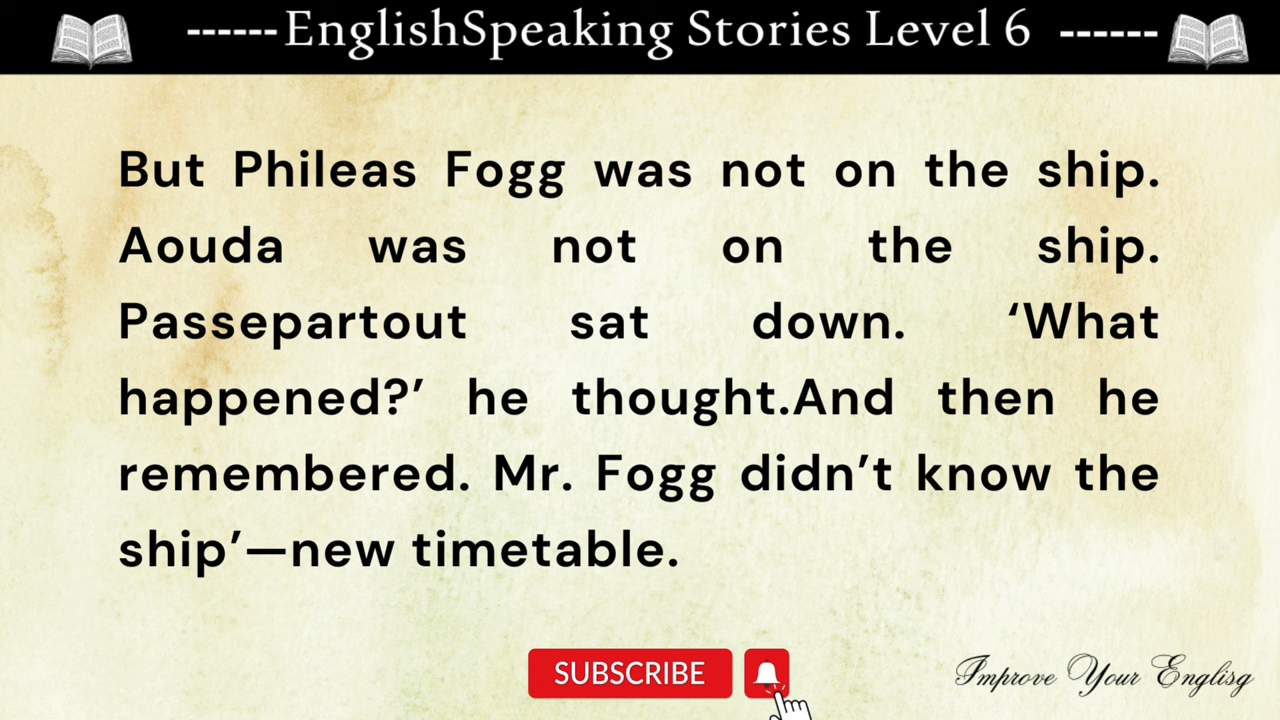 ------EnglishSpeaking Stories Level 6 ------
But Phileas Fogg was not on the ship.
Aouda was not on the ship.
Passepartout sat down. ‘What
happened?’ he thought.And then he
remembered. Mr. Fogg didn’t know the
ship’—new timetable.
SUBSCRIBE
Improve Your Englisg